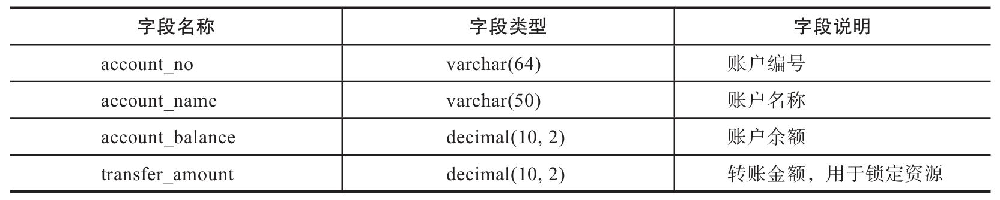 字段名称 字段类型 字段说明
account_no varchar(64) 账户编号
account_name varchar(50) 账户名称
account_balance decimal(10, 2) 账户余额
transfer_amount decimal(10, 2) 转账金额，用于锁定资源